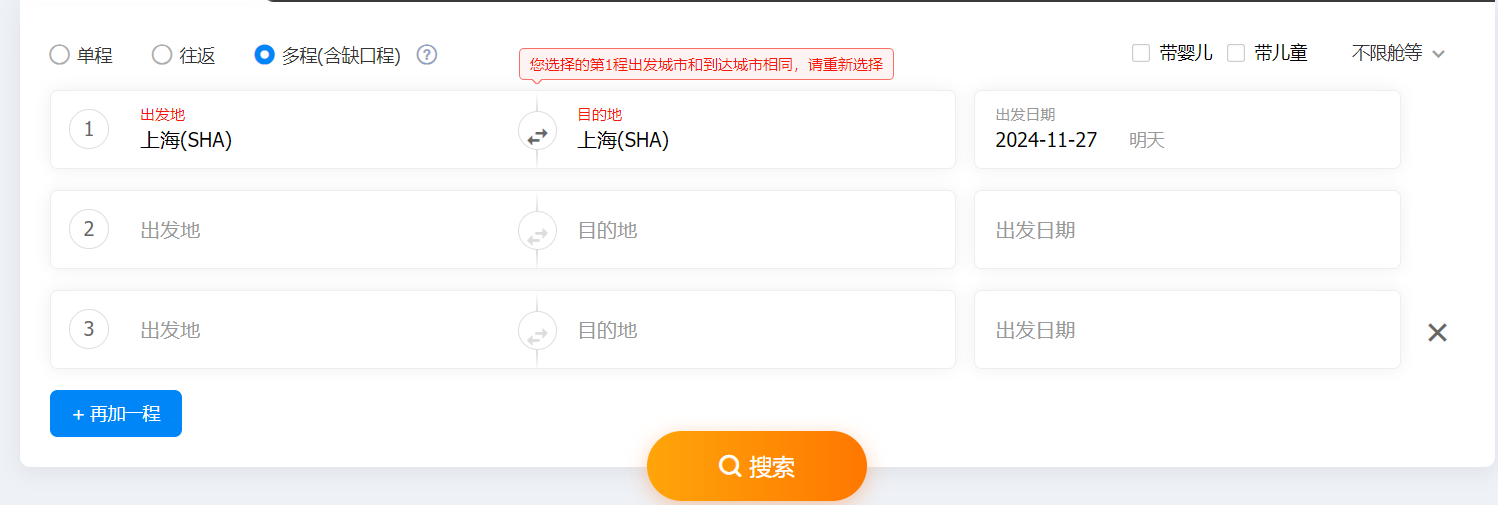 单程 往返 多程(含缺口程) ? 带婴儿 带儿童 不限舱等
您选择的第1程出发城市和到达城市相同，请重新选择
1 出发地 目的地 出发日期
上海(SHA) 上海(SHA) 2024-11-27 明天
2 出发地 目的地 出发日期
3 出发地 目的地 出发日期
+ 再加一程
搜索